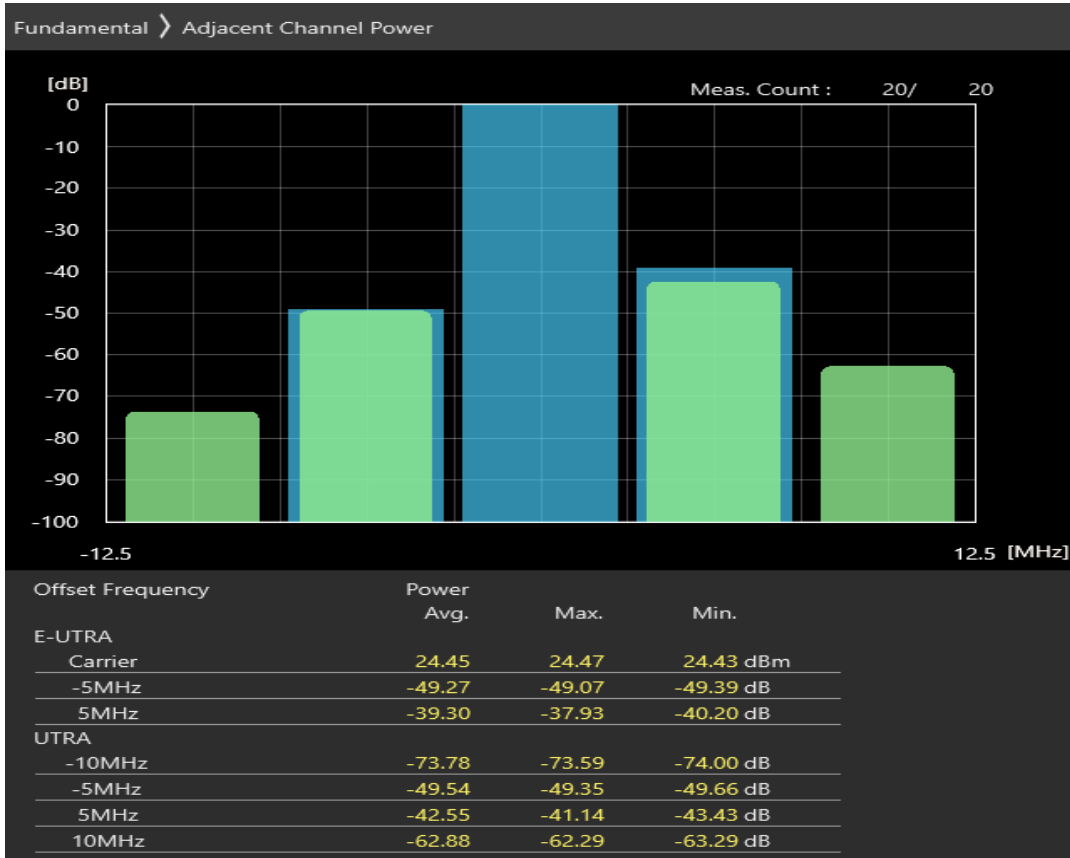 Fundamental ❯ Adjacent Channel Power
[dB]
Meas. Count : 20/ 20
0
-10
-20
-30
-40
-50
-60
-70
-80
-90
-100
-12.5 12.5 [MHz]
Offset Frequency Power
Avg. Max. Min.
E-UTRA
Carrier 24.45 24.47 24.43 dBm
-5MHz -49.27 -49.07 -49.39 dB
5MHz -39.30 -37.93 -40.20 dB
UTRA
-10MHz -73.78 -73.59 -74.00 dB
-5MHz -49.54 -49.35 -49.66 dB
5MHz -42.55 -41.14 -43.43 dB
10MHz -62.88 -62.29 -63.29 dB